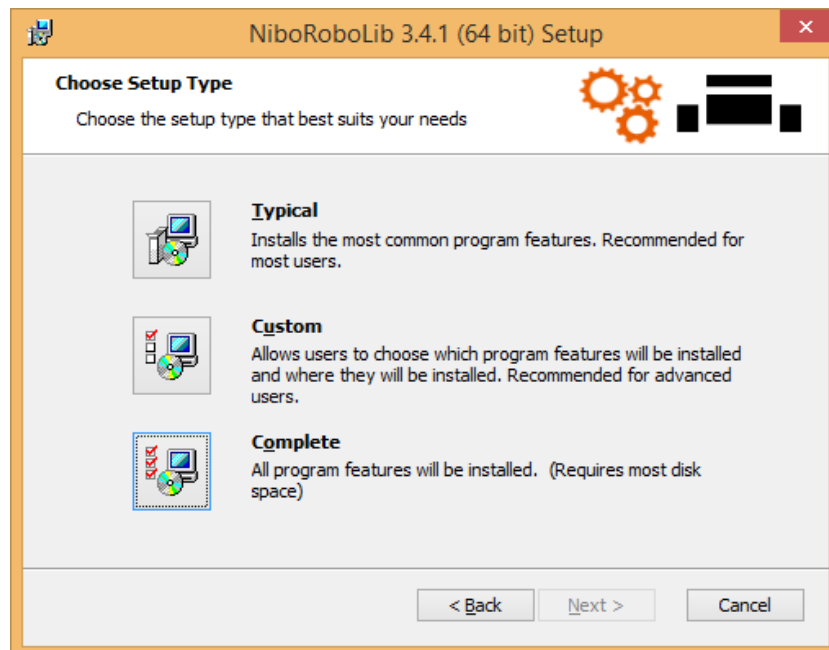 NiboRoboLib 3.4.1 (64 bit) Setup
Choose Setup Type
Choose the setup type that best suits your needs
Typical
Installs the most common program features. Recommended for
most users.
Custom
Allows users to choose which program features will be installed
and where they will be installed. Recommended for advanced
users.
Complete
All program features will be installed.  (Requires most disk
space)
< Back Next > Cancel